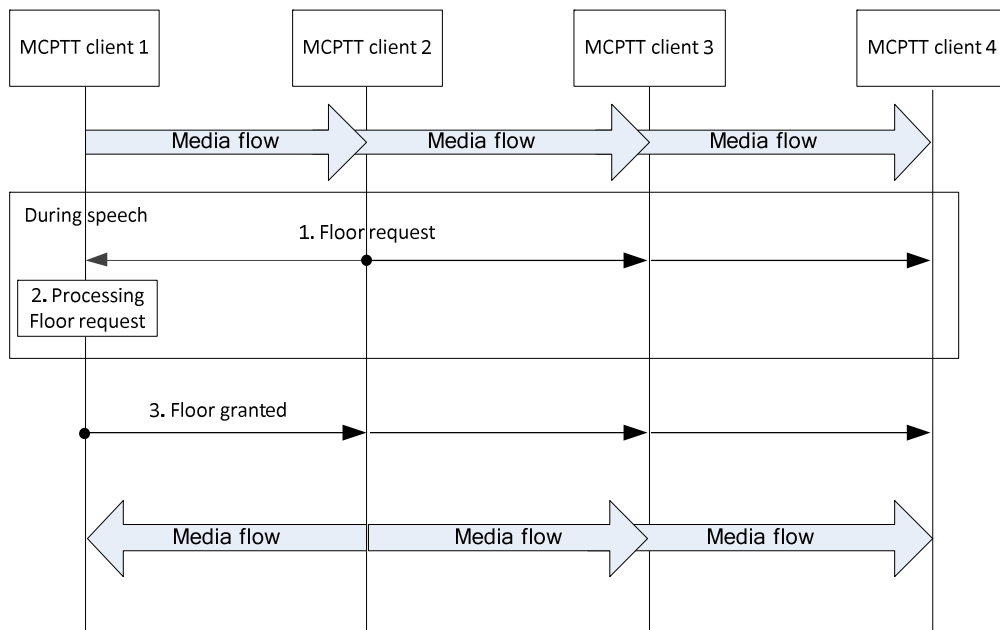 MCPTT client 1
MCPTT client 2
MCPTT client 3
MCPTT client 4
Media flow
Media flow
Media flow
During speech
1. Floor request
2. Processing
Floor request
3. Floor granted
Media flow
Media flow
Media flow